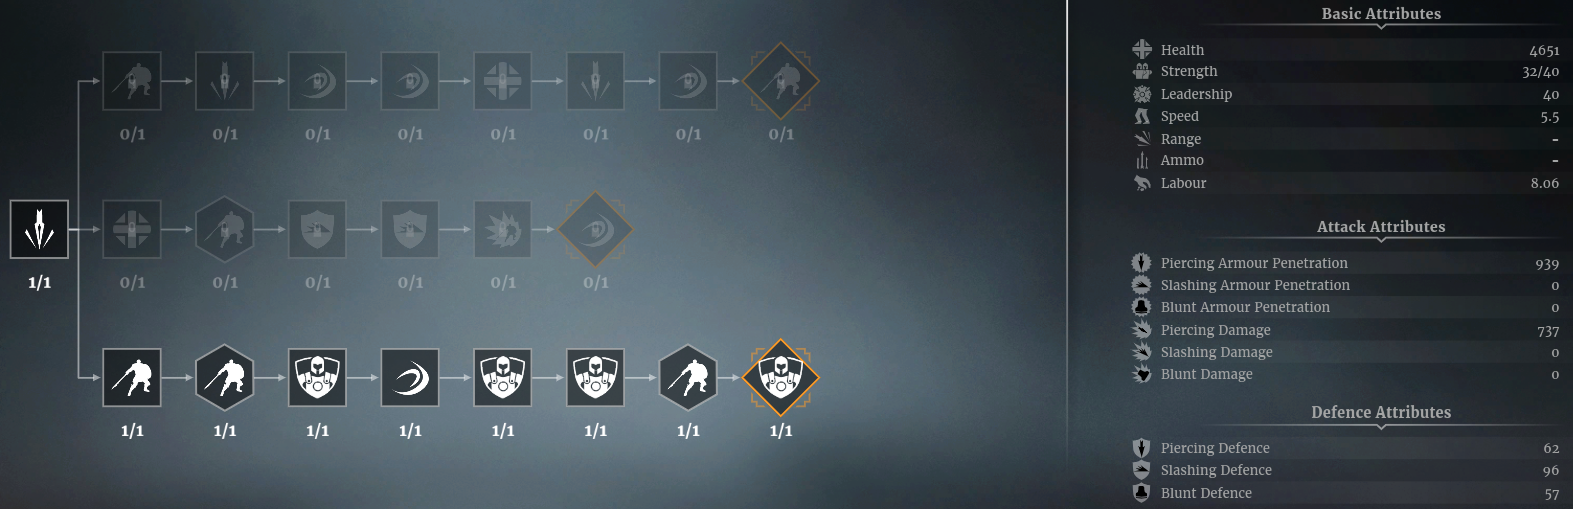 0/1 0/1 0/1 0/1 0/1 0/1 0/1 0/1
1/1 0/1 0/1 0/1 0/1 0/1 0/1
1/1 1/1 1/1 1/1 1/1 1/1 1/1 1/1
Basic Attributes
Health 4651
Strength 32/40
Leadership 40
Speed 5.5
Range -
Ammo -
Labour 8.06
Attack Attributes
Piercing Armour Penetration 939
Slashing Armour Penetration 0
Blunt Armour Penetration 0
Piercing Damage 737
Slashing Damage 0
Blunt Damage 0
Defence Attributes
Piercing Defence 62
Slashing Defence 96
Blunt Defence 57